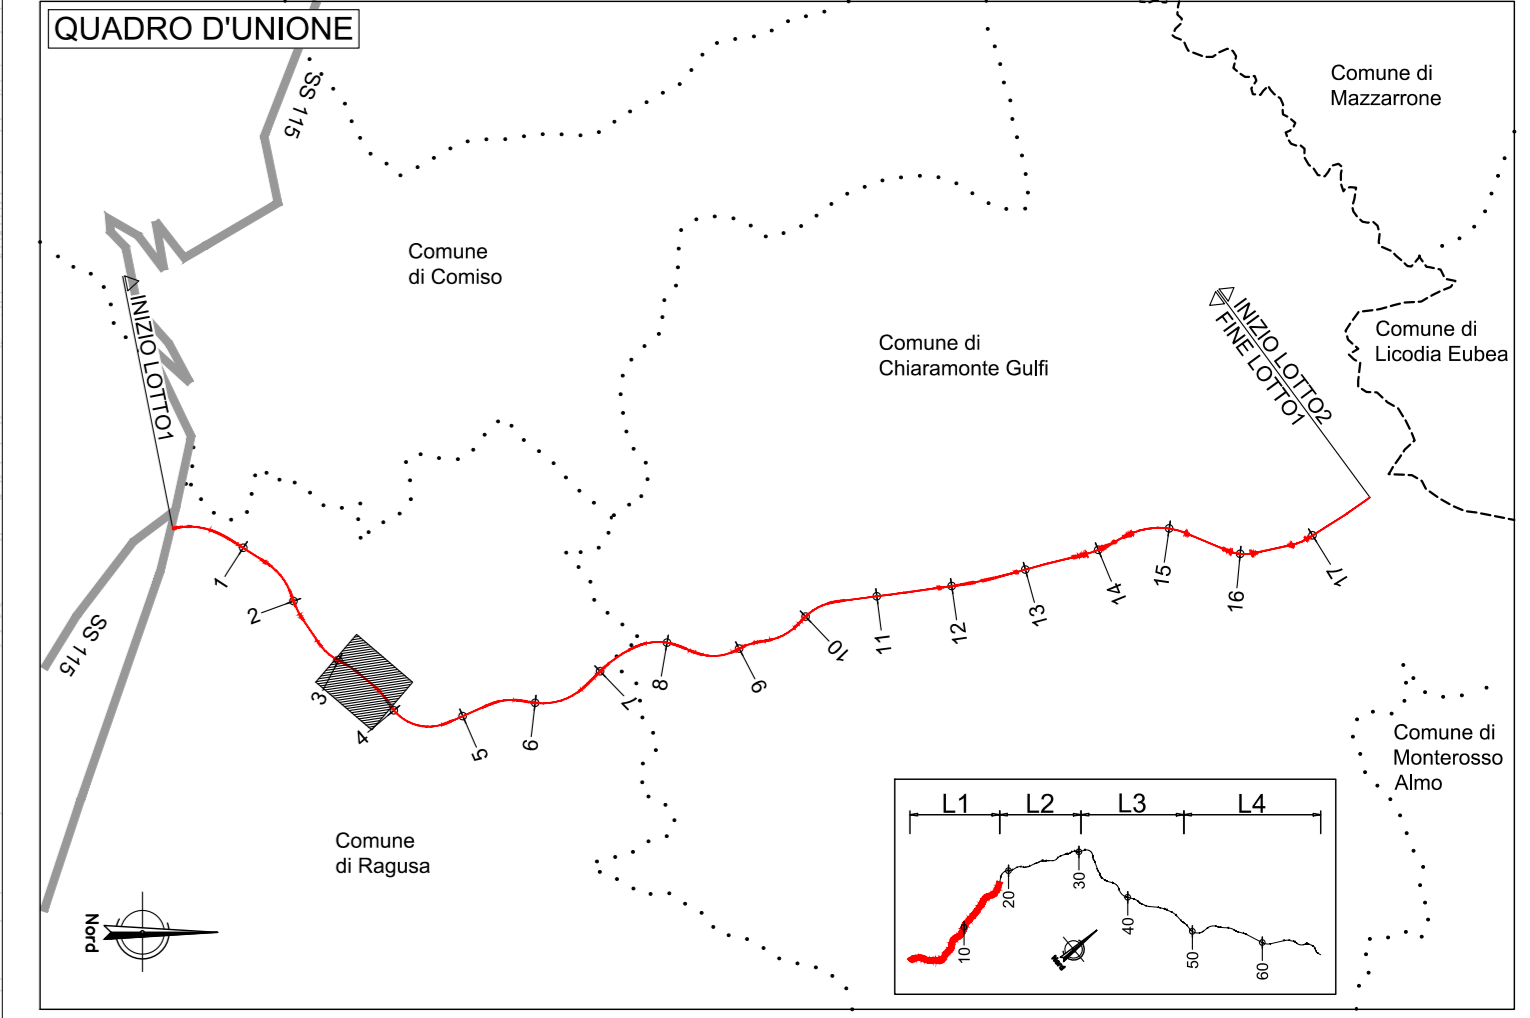 QUADRO D'UNIONE
SS 115
Comune di
Mazzarrone
Comune
di Comiso
INIZIO LOTTO1
Comune di
Chiaramonte Gulfi
INIZIO LOTTO2
FINE LOTTO1
Comune di
Licodia Eubea
1
2
3
4
5
6
7
8
9
10
11
12
13
14
15
16
17
SS 115
Comune
di Ragusa
Comune di
Monterosso
Almo
Nord
L1 L2 L3 L4
10
20
30
40
50
60
Nord